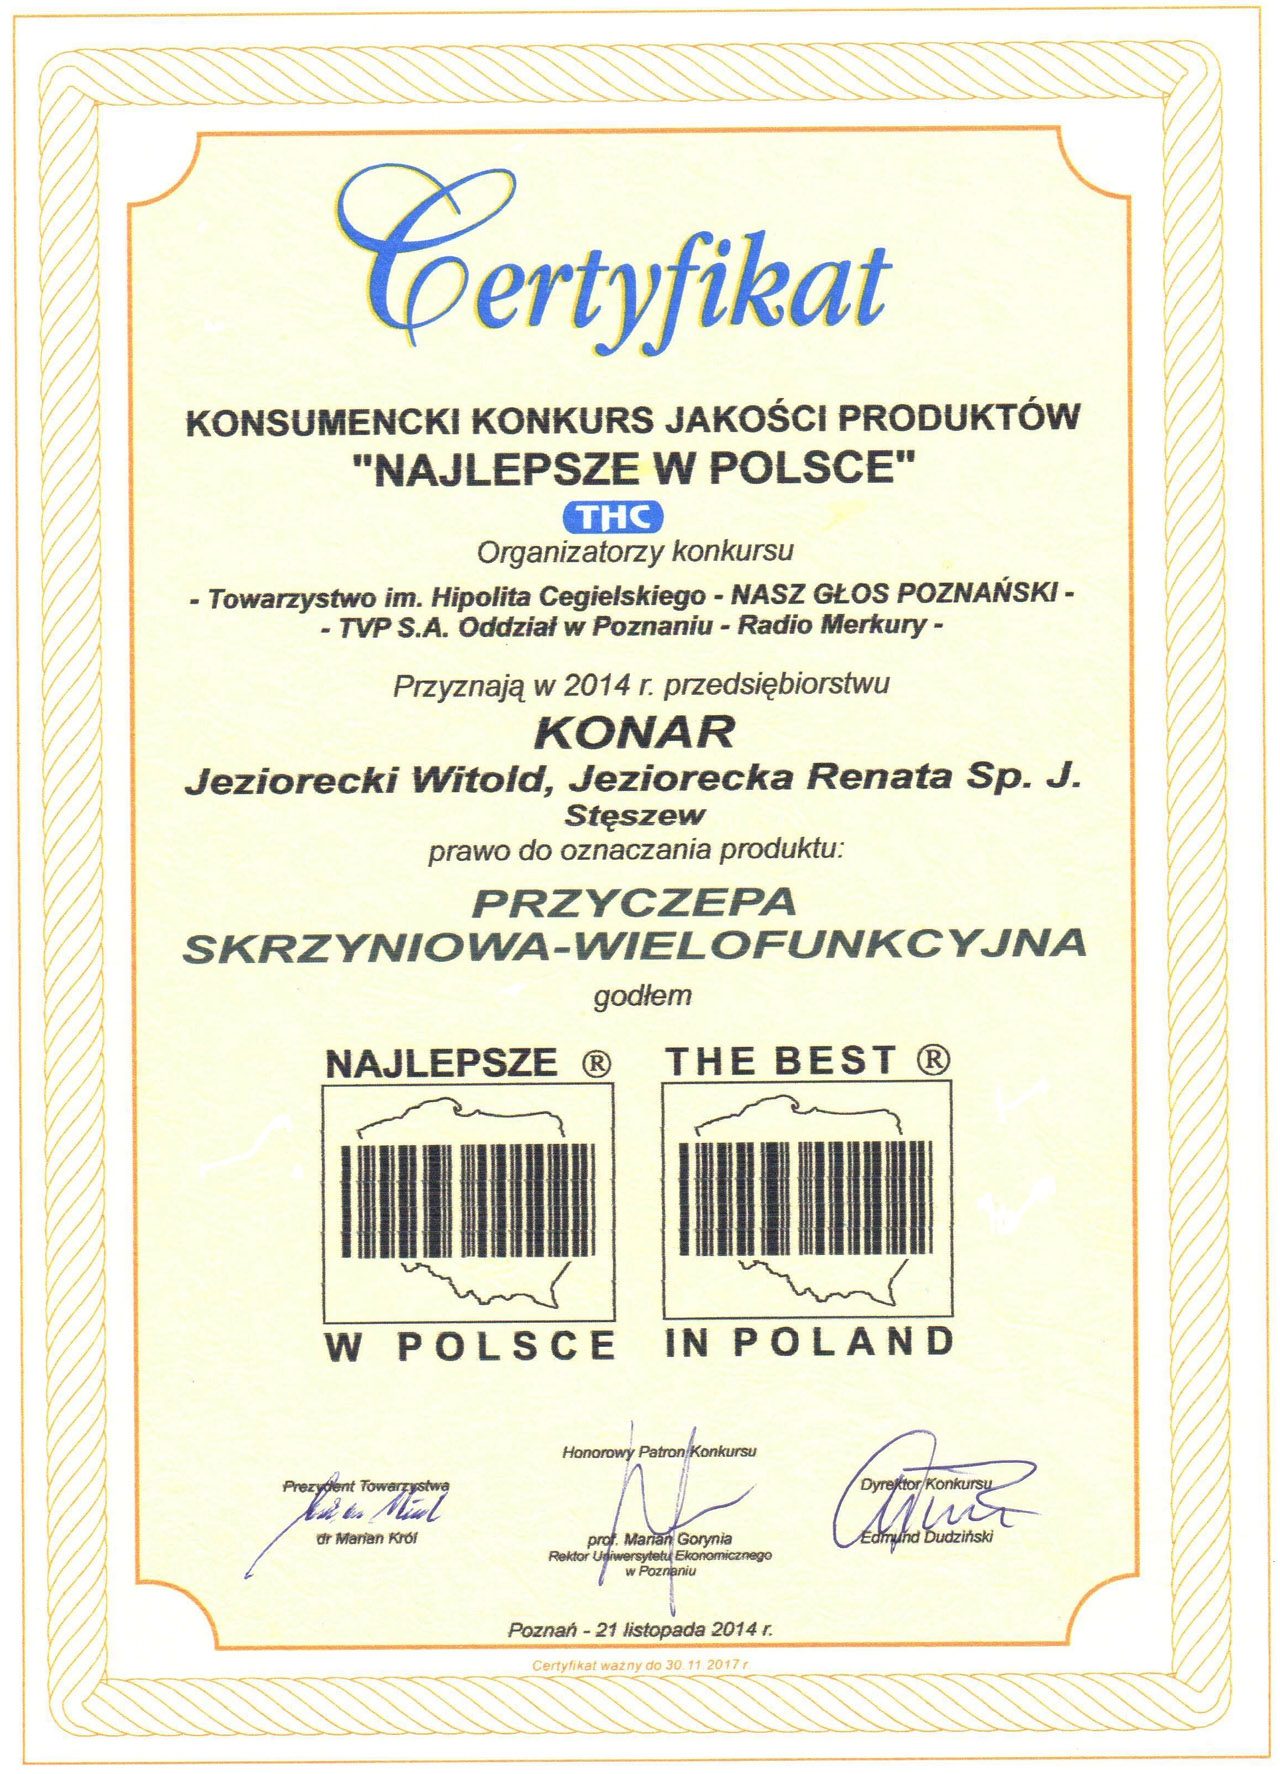 Certyfikat
KONSUMENCKI KONKURS JAKOŚCI PRODUKTÓW
"NAJLEPSZE W POLSCE"
THC
Organizatorzy konkursu
- Towarzystwo im. Hipolita Cegielskiego - NASZ GŁOS POZNAŃSKI -
- TVP S.A. Oddział w Poznaniu - Radio Merkury -
Przyznają w 2014 r. przedsiębiorstwu
KONAR
Jeziorecki Witold, Jeziorecka Renata Sp. J.
Stęszew
prawo do oznaczania produktu:
PRZYCZEPA
SKRZYNIOWA-WIELOFUNKCYJNA
godłem
NAJLEPSZE ®
W POLSCE
THE BEST ®
IN POLAND
Prezydent Towarzystwa
dr Marian Król
Honorowy Patron Konkursu
prof. Marian Gorynia
Rektor Uniwersytetu Ekonomicznego
w Poznaniu
Dyrektor Konkursu
Edmund Dudziński
Poznań - 21 listopada 2014 r.
Certyfikat ważny do 30.11.2017 r.